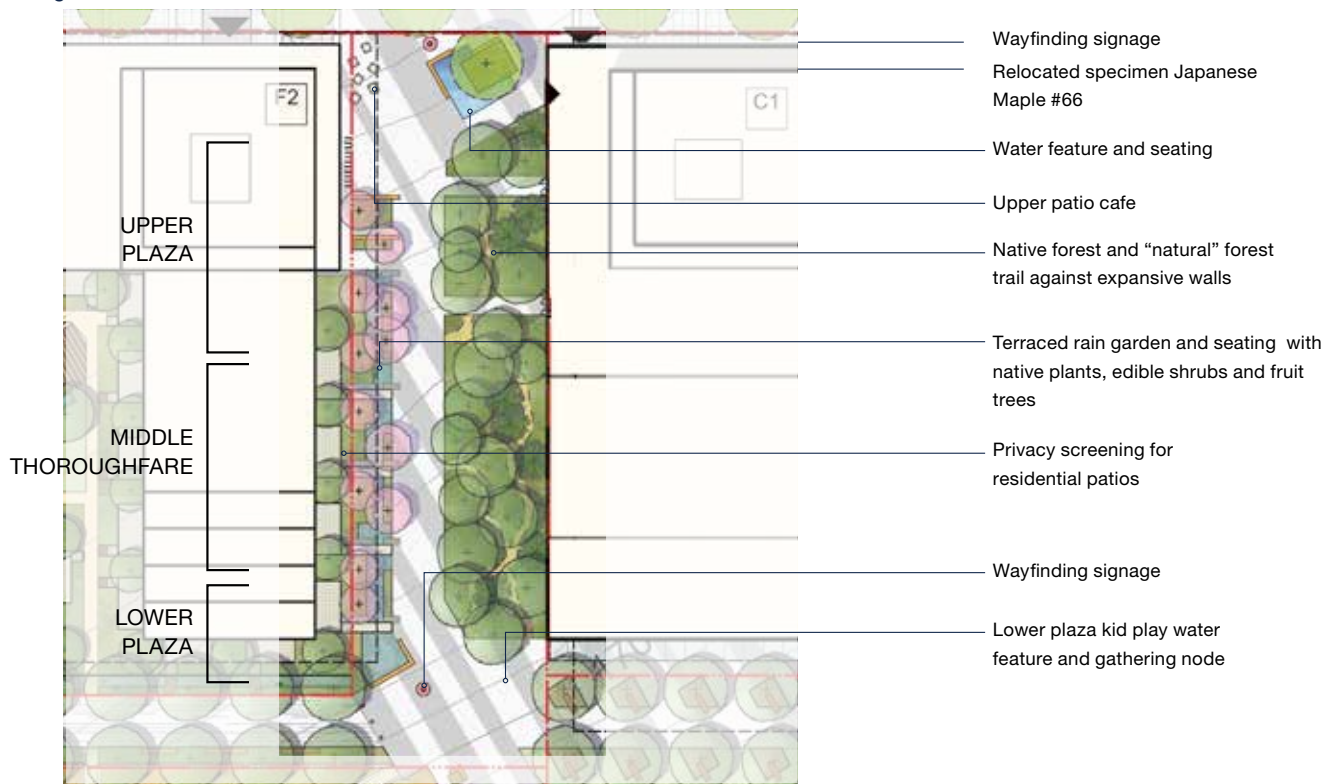 Wayfinding signage
Relocated specimen Japanese
Maple #66
F2
C1
Water feature and seating
Upper patio cafe
UPPER
PLAZA
Native forest and “natural” forest
trail against expansive walls
Terraced rain garden and seating with
native plants, edible shrubs and fruit
trees
MIDDLE
THOROUGHFARE
Privacy screening for
residential patios
Wayfinding signage
LOWER
PLAZA
Lower plaza kid play water
feature and gathering node